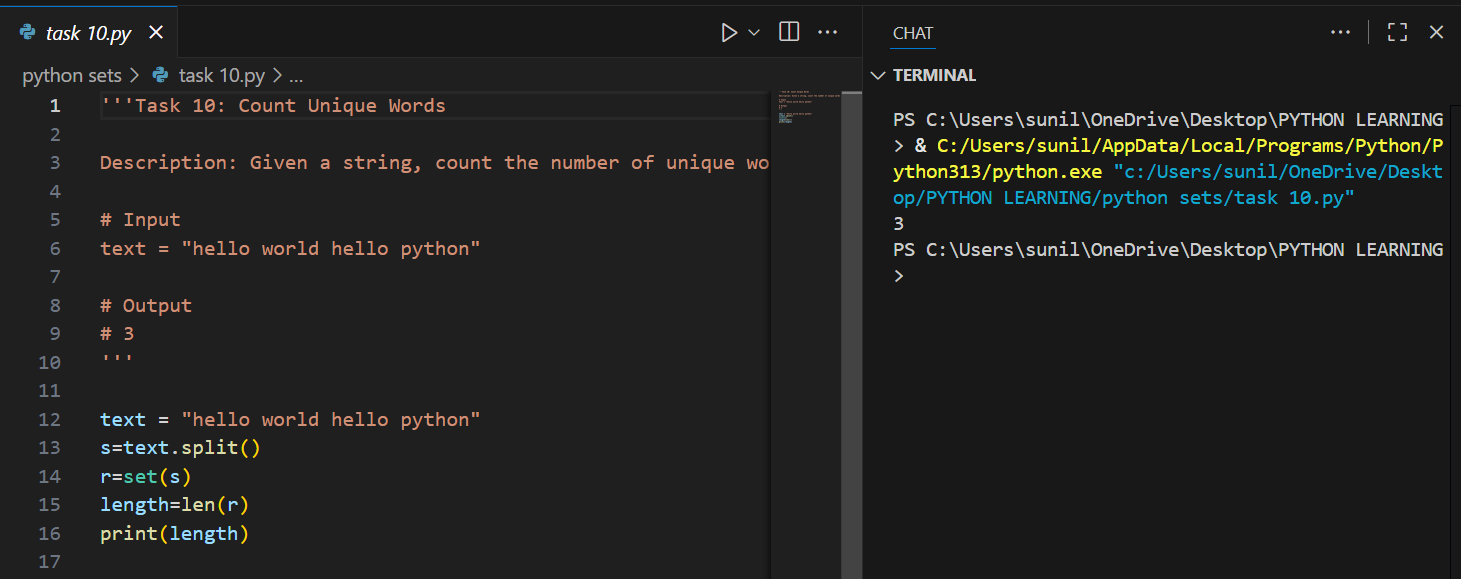 task 10.py
python sets > task 10.py > ...
1 '''Task 10: Count Unique Words
2
3 Description: Given a string, count the number of unique wo
4
5 # Input
6 text = "hello world hello python"
7
8 # Output
9 # 3
10 '''
11
12 text = "hello world hello python"
13 s=text.split()
14 r=set(s)
15 length=len(r)
16 print(length)
17
CHAT
TERMINAL
PS C:\Users\sunil\OneDrive\Desktop\PYTHON LEARNING
> & C:/Users/sunil/AppData/Local/Programs/Python/P
ython313/python.exe "c:/Users/sunil/OneDrive/Deskt
op/PYTHON LEARNING/python sets/task 10.py"
3
PS C:\Users\sunil\OneDrive\Desktop\PYTHON LEARNING
>